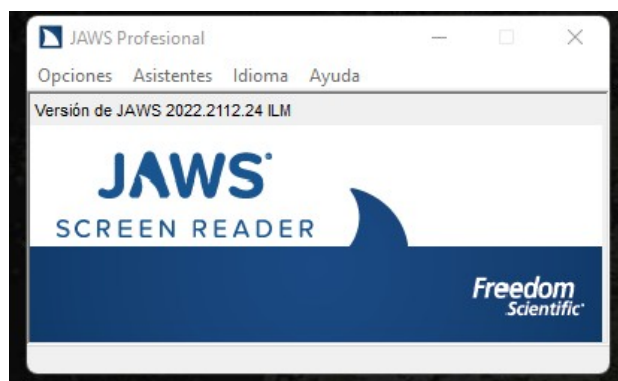 JAWS Profesional
Opciones Asistentes Idioma Ayuda
Versión de JAWS 2022.2112.24 ILM
JAWS
SCREEN READER
Freedom
Scientific